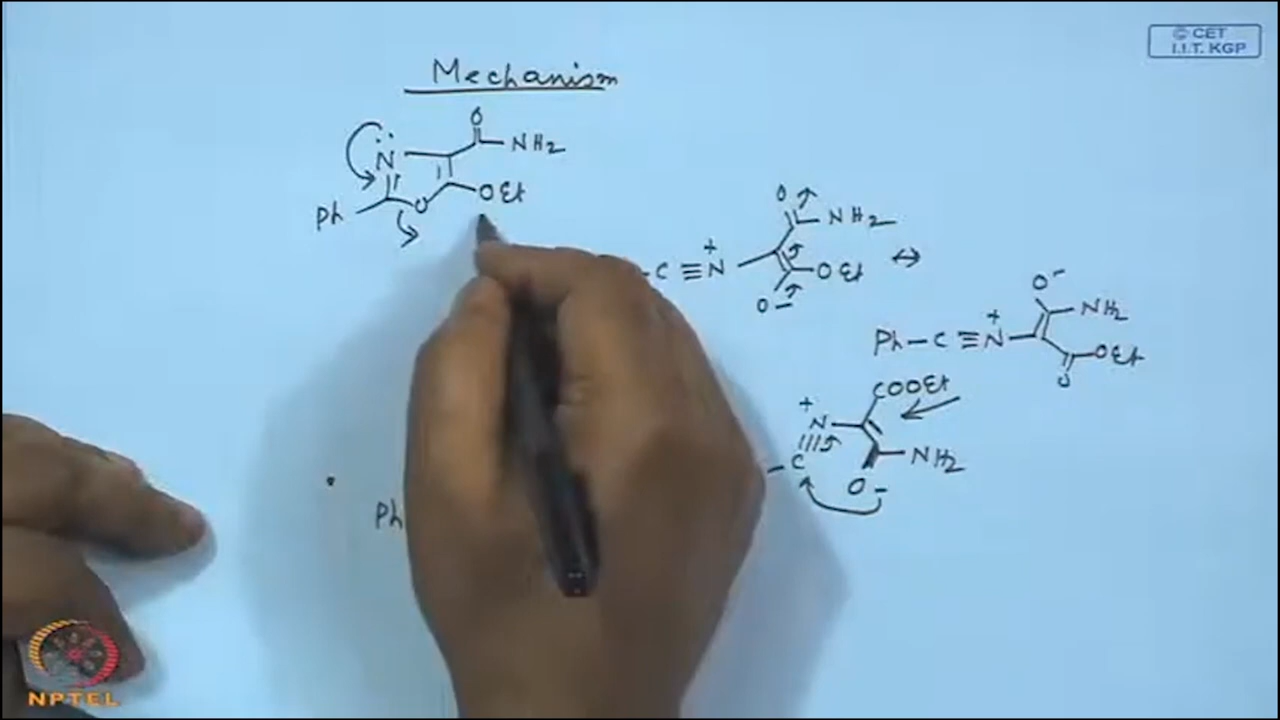 © CET
I.I.T. KGP
Mechanism
O
N NH2
Ph O OEt
O
+ NH2
C ≡ N OEt ↔
O−
O−
+ NH2
Ph−C ≡ N OEt
O
COOEt
+
N
C NH2
O−
Ph
NPTEL